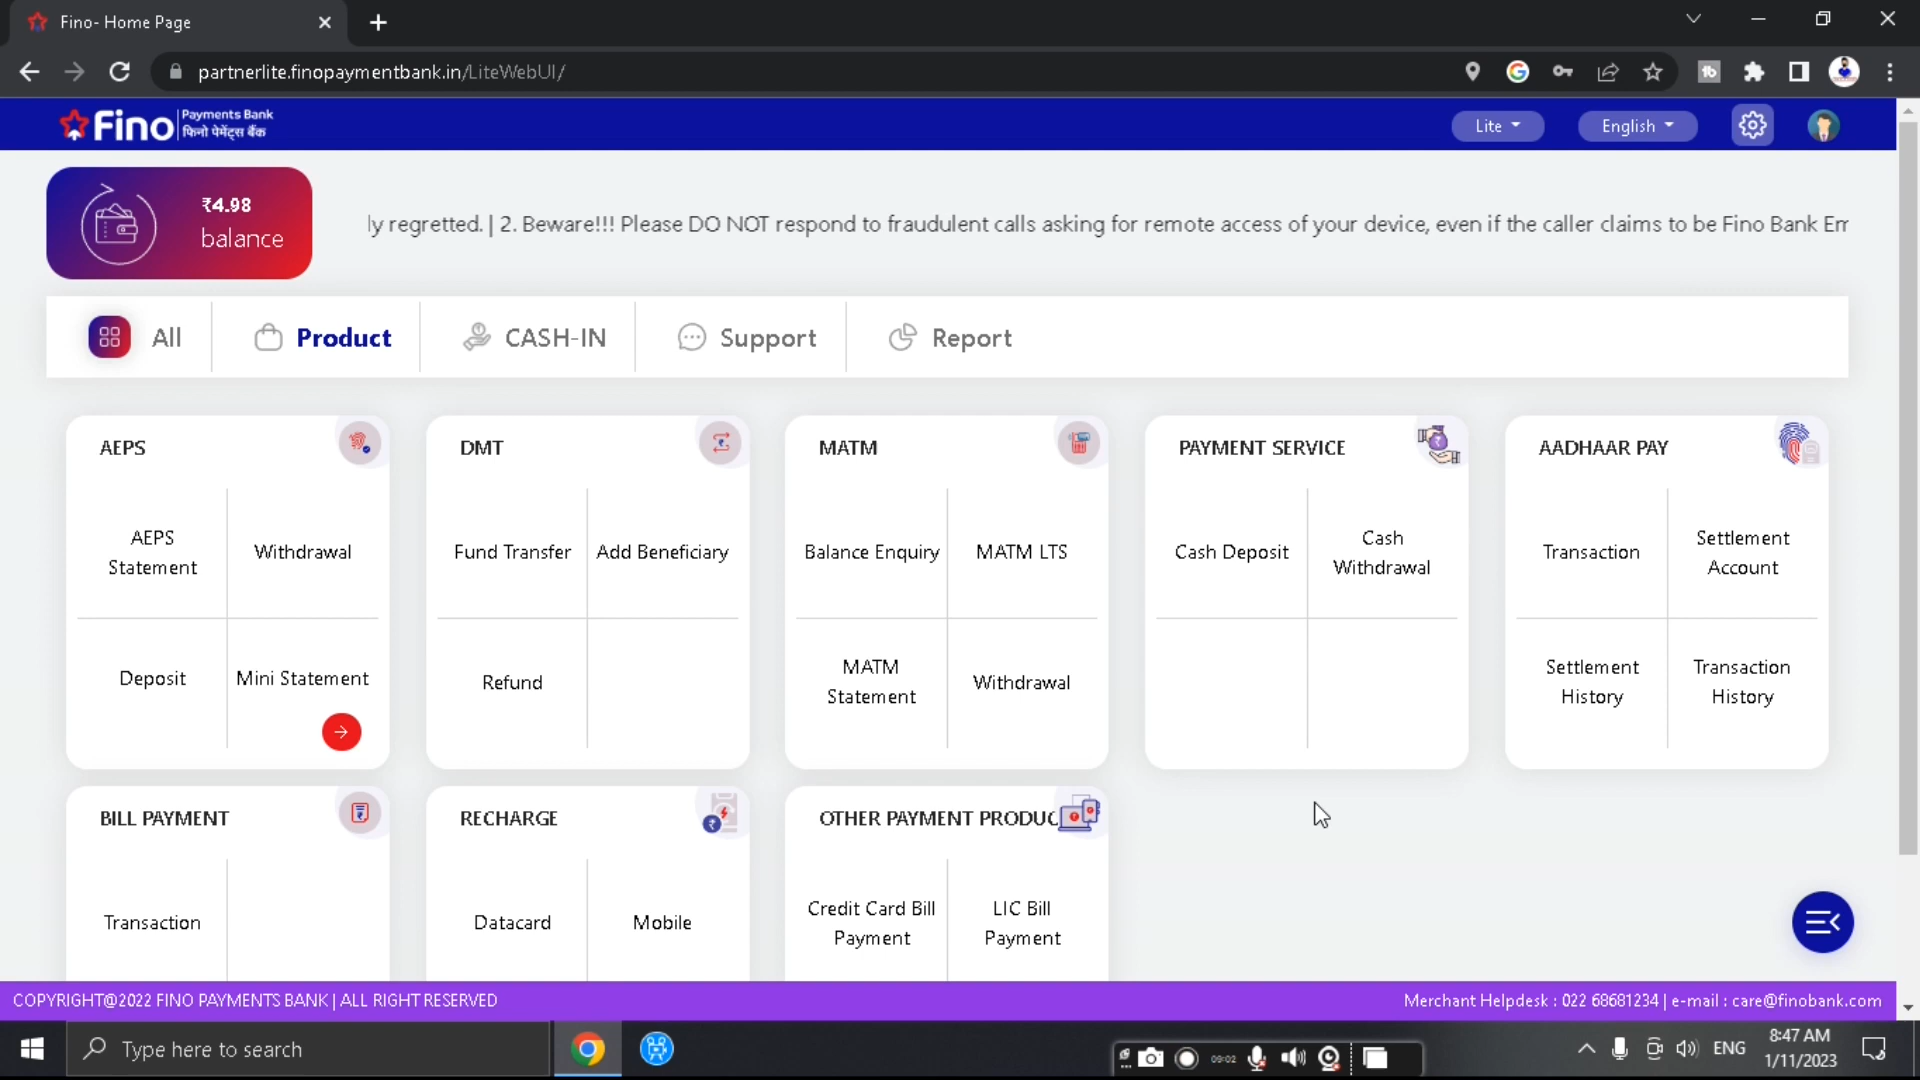 Fino- Home Page
partnerlite.finopaymentbank.in/LiteWebUI/
Fino Payments Bank
फिनो पेमेंट्स बैंक
Lite
English
₹4.98
balance
ly regretted. | 2. Beware!!! Please DO NOT respond to fraudulent calls asking for remote access of your device, even if the caller claims to be Fino Bank Em
All
Product
CASH-IN
Support
Report
AEPS
AEPS
Statement
Withdrawal
Deposit
Mini Statement
DMT
Fund Transfer
Add Beneficiary
Refund
MATM
Balance Enquiry
MATM LTS
MATM
Statement
Withdrawal
PAYMENT SERVICE
Cash Deposit
Cash
Withdrawal
AADHAAR PAY
Transaction
Settlement
Account
Settlement
History
Transaction
History
BILL PAYMENT
Transaction
RECHARGE
Datacard
Mobile
OTHER PAYMENT PRODUC
Credit Card Bill
Payment
LIC Bill
Payment
COPYRIGHT@2022 FINO PAYMENTS BANK | ALL RIGHT RESERVED
Merchant Helpdesk : 022 68681234 | e-mail : care@finobank.com
Type here to search
09:02
ENG
8:47 AM
1/11/2023